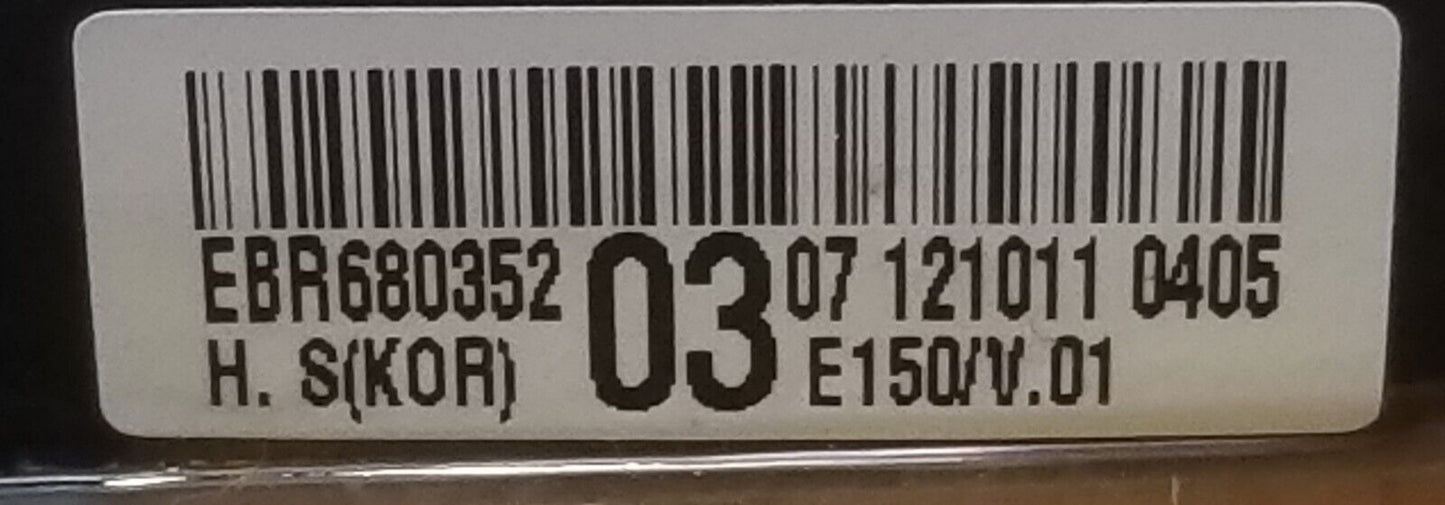 EBR680352 03 07 121011 0405
H. S(KOR) E150/V.01